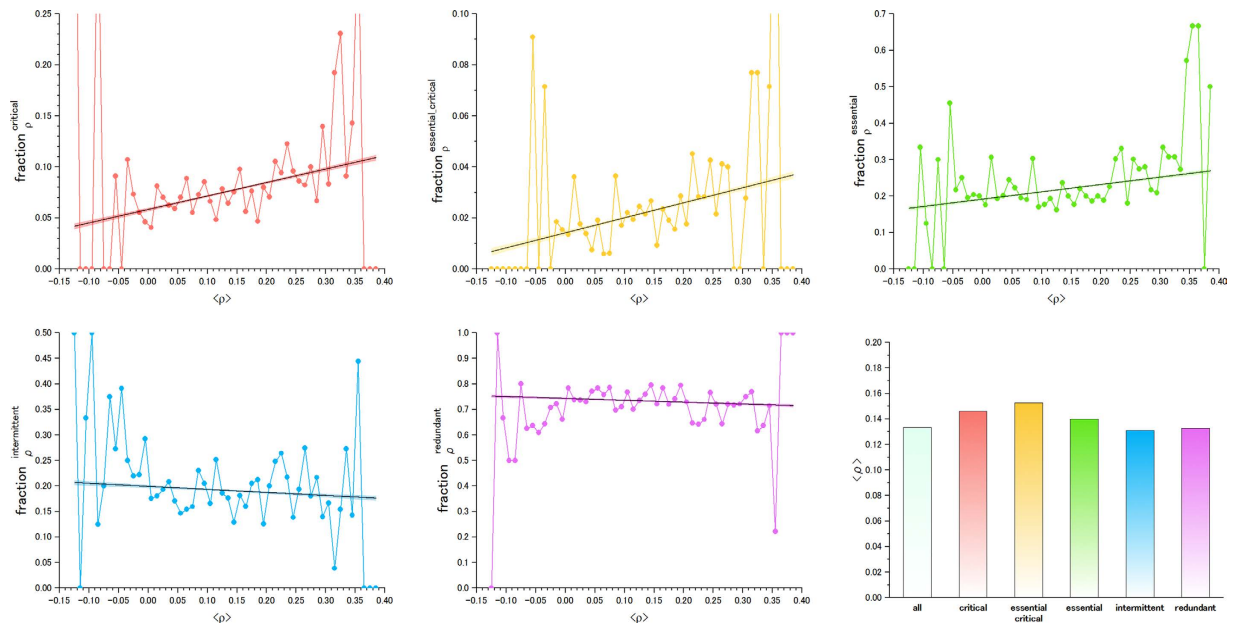 fraction ρ critical
0.25
0.20
0.15
0.10
0.05
0.00
−0.15 −0.10 −0.05 0.00 0.05 0.10 0.15 0.20 0.25 0.30 0.35 0.40
<ρ>
fraction ρ essential_critical
0.10
0.08
0.06
0.04
0.02
0.00
−0.15 −0.10 −0.05 0.00 0.05 0.10 0.15 0.20 0.25 0.30 0.35 0.40
<ρ>
fraction ρ essential
0.7
0.6
0.5
0.4
0.3
0.2
0.1
0.0
−0.15 −0.10 −0.05 0.00 0.05 0.10 0.15 0.20 0.25 0.30 0.35 0.40
<ρ>
fraction ρ intermittent
0.50
0.45
0.40
0.35
0.30
0.25
0.20
0.15
0.10
0.05
0.00
−0.15 −0.10 −0.05 0.00 0.05 0.10 0.15 0.20 0.25 0.30 0.35 0.40
<ρ>
fraction ρ redundant
1.0
0.9
0.8
0.7
0.6
0.5
0.4
0.3
0.2
0.1
0.0
−0.15 −0.10 −0.05 0.00 0.05 0.10 0.15 0.20 0.25 0.30 0.35 0.40
<ρ>
<ρ>
0.20
0.18
0.16
0.14
0.12
0.10
0.08
0.06
0.04
0.02
0.00
all critical essential essential intermittent redundant
critical